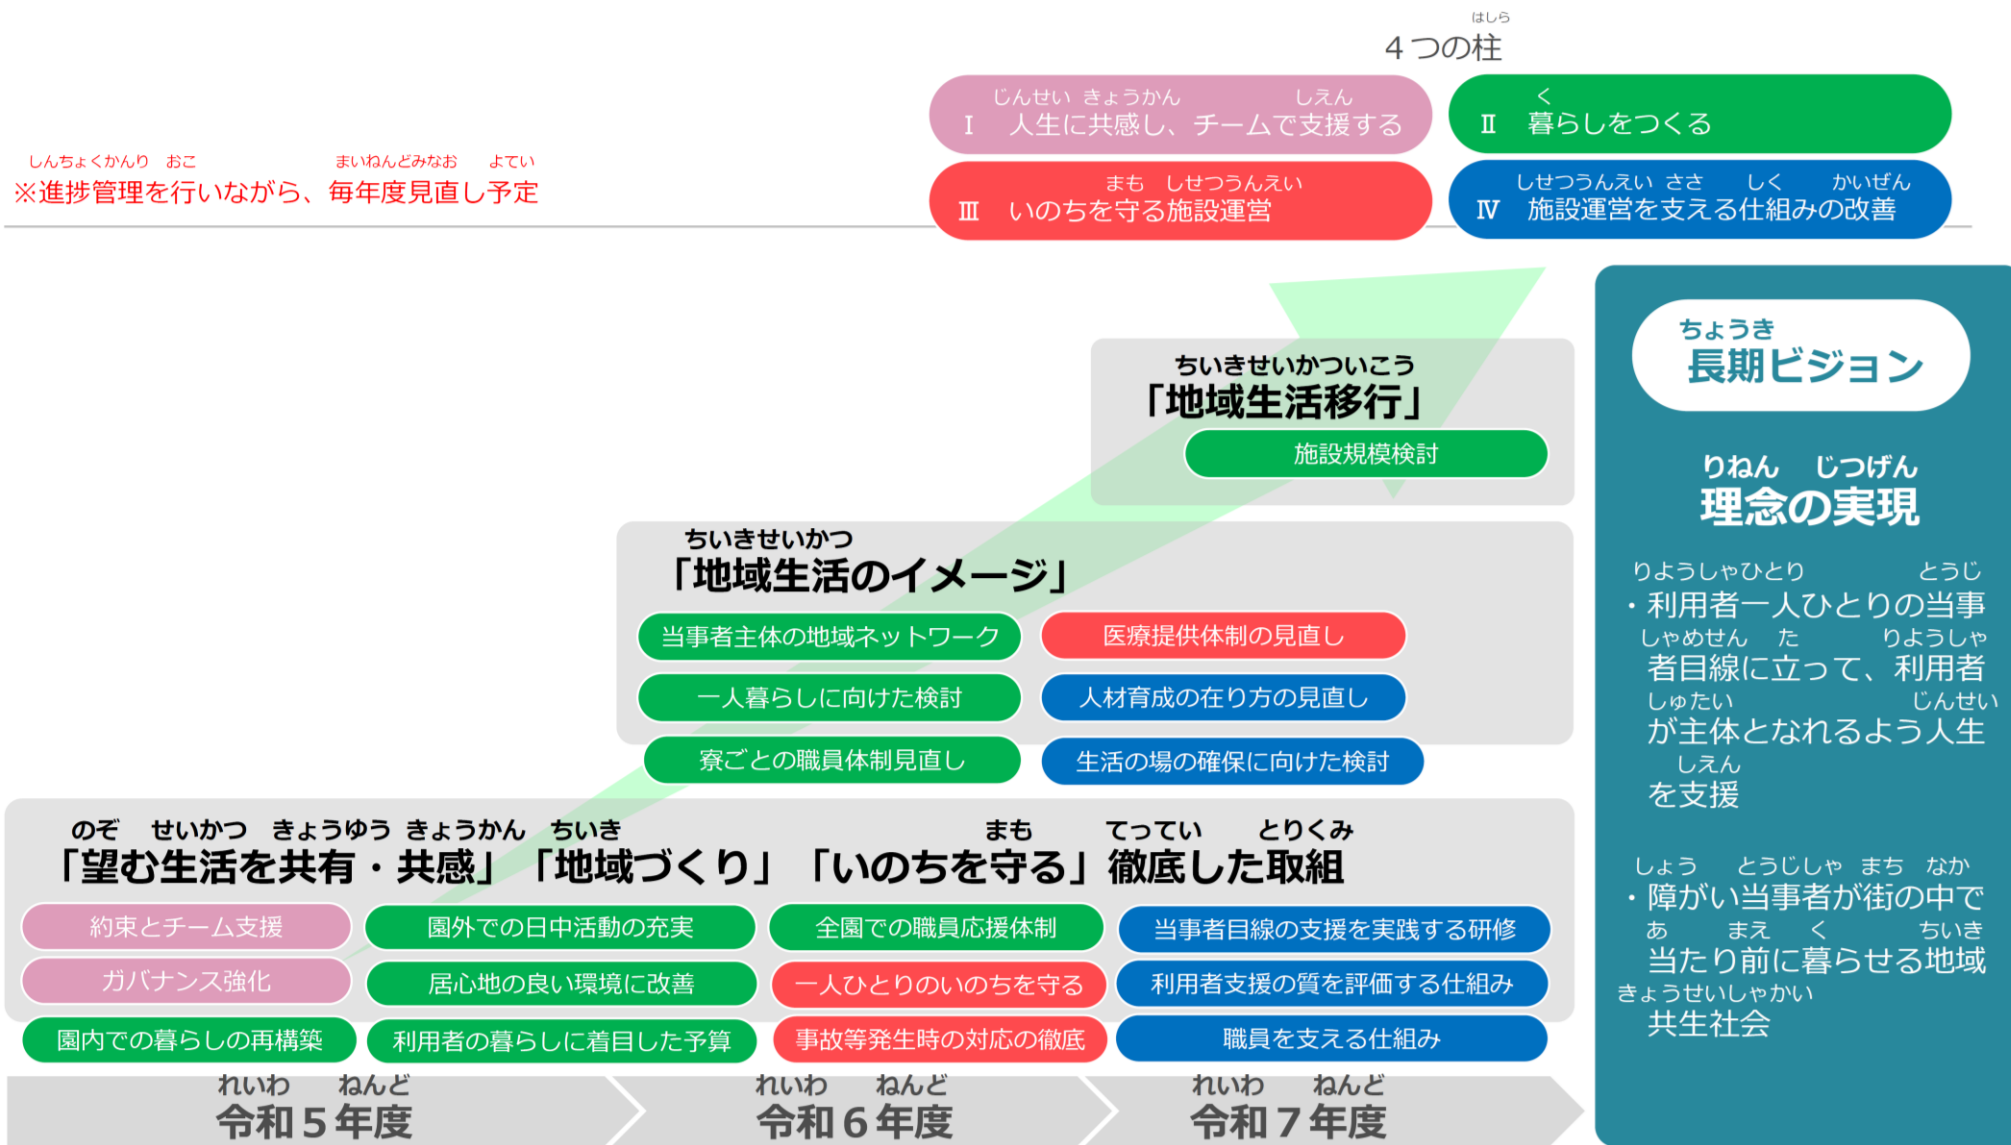 はしら
4つの柱
じんせい きょうかん しえん
Ⅰ 人生に共感し、チームで支援する
く
Ⅱ 暮らしをつくる
まも しせつうんえい
Ⅲ いのちを守る施設運営
しせつうんえい ささ しく かいぜん
Ⅳ 施設運営を支える仕組みの改善
しんちょくかんり おこ まいねんどみなお よてい
※進捗管理を行いながら、毎年度見直し予定
ちいきせいかついこう
「地域生活移行」
施設規模検討
ちいきせいかつ
「地域生活のイメージ」
当事者主体の地域ネットワーク
医療提供体制の見直し
一人暮らしに向けた検討
人材育成の在り方の見直し
寮ごとの職員体制見直し
生活の場の確保に向けた検討
のぞ せいかつ きょうゆう きょうかん ちいき まも てってい とりくみ
「望む生活を共有・共感」「地域づくり」「いのちを守る」徹底した取組
約束とチーム支援
園外での日中活動の充実
全園での職員応援体制
当事者目線の支援を実践する研修
ガバナンス強化
居心地の良い環境に改善
一人ひとりのいのちを守る
利用者支援の質を評価する仕組み
園内での暮らしの再構築
利用者の暮らしに着目した予算
事故等発生時の対応の徹底
職員を支える仕組み
れいわ ねんど
令和5年度
れいわ ねんど
令和6年度
れいわ ねんど
令和7年度
ちょうき
長期ビジョン
りねん じつげん
理念の実現
りようしゃひとり とうじ
・利用者一人ひとりの当事
しゃめせん た りようしゃ
者目線に立って、利用者
しゅたい じんせい
が主体となれるよう人生
しえん
を支援
しょう とうじしゃ まち なか
・障がい当事者が街の中で
あ まえ く ちいき
当たり前に暮らせる地域
きょうせいしゃかい
共生社会